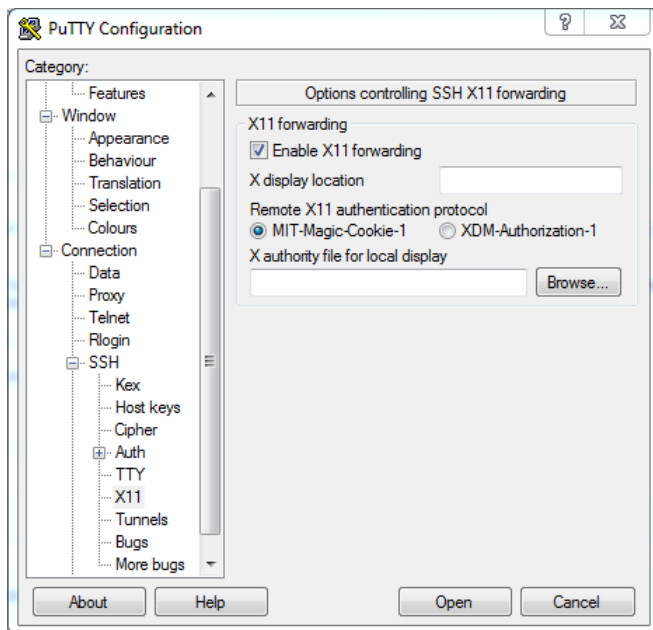 PuTTY Configuration
Category:
Features
Window
Appearance
Behaviour
Translation
Selection
Colours
Connection
Data
Proxy
Telnet
Rlogin
SSH
Kex
Host keys
Cipher
Auth
TTY
X11
Tunnels
Bugs
More bugs
Options controlling SSH X11 forwarding
X11 forwarding
Enable X11 forwarding
X display location
Remote X11 authentication protocol
MIT-Magic-Cookie-1 XDM-Authorization-1
X authority file for local display
Browse...
About Help Open Cancel